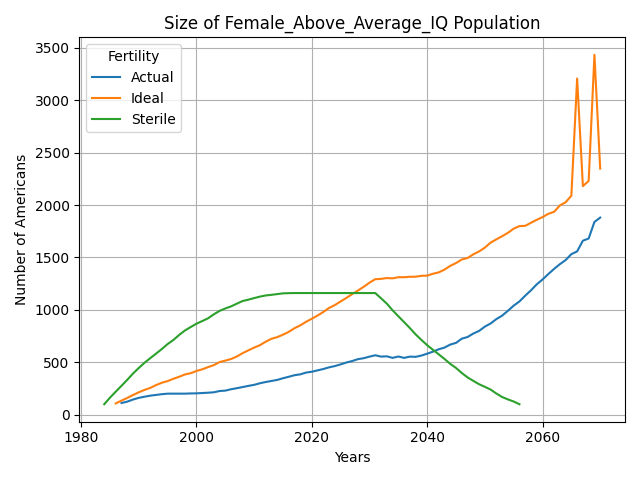 Size of Female_Above_Average_IQ Population
Fertility
Actual
Ideal
Sterile
Number of Americans
3500
3000
2500
2000
1500
1000
500
0
1980
2000
2020
2040
2060
Years